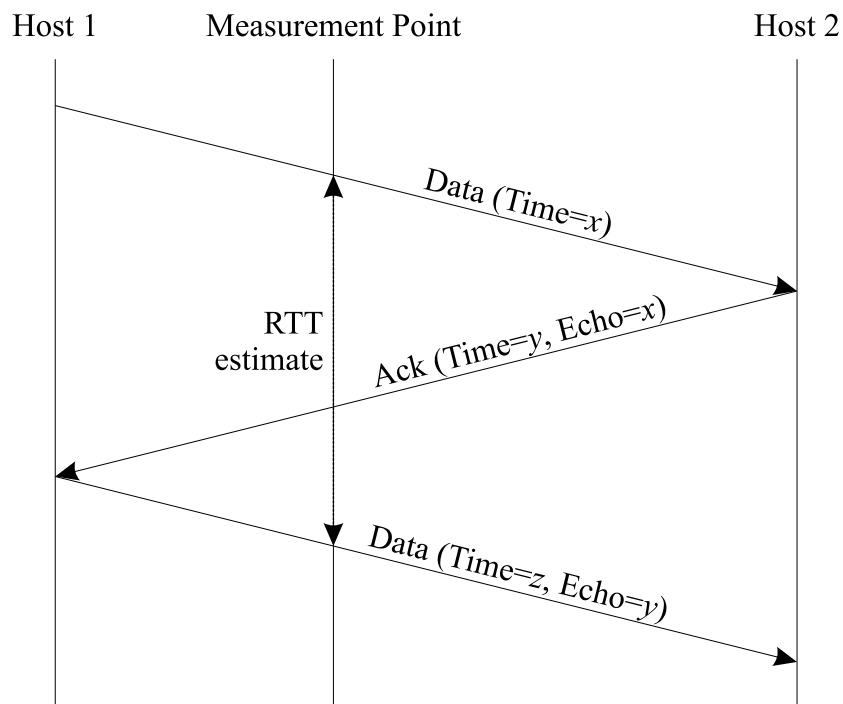 Host 1
Measurement Point
Host 2
Data (Time=x)
RTT
estimate
Ack (Time=y, Echo=x)
Data (Time=z, Echo=y)